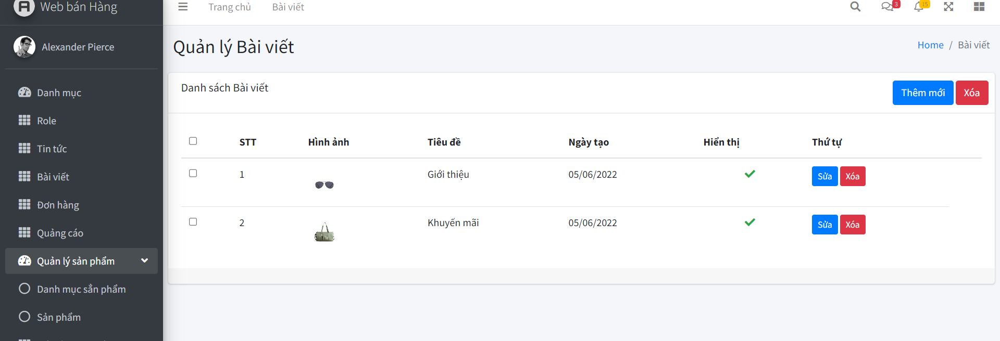 Web bán Hàng
Trang chủ Bài viết 3 15
Alexander Pierce
Quản lý Bài viết
Home / Bài viết
Danh mục
Role
Tin tức
Bài viết
Đơn hàng
Quảng cáo
Quản lý sản phẩm
Danh mục sẳn phẩm
Sản phẩm
Danh sách Bài viết
Thêm mới Xóa
STT Hình ảnh Tiêu đề Ngày tạo Hiển thị Thứ tự
1 Giới thiệu 05/06/2022 Sửa Xóa
2 Khuyến mãi 05/06/2022 Sửa Xóa